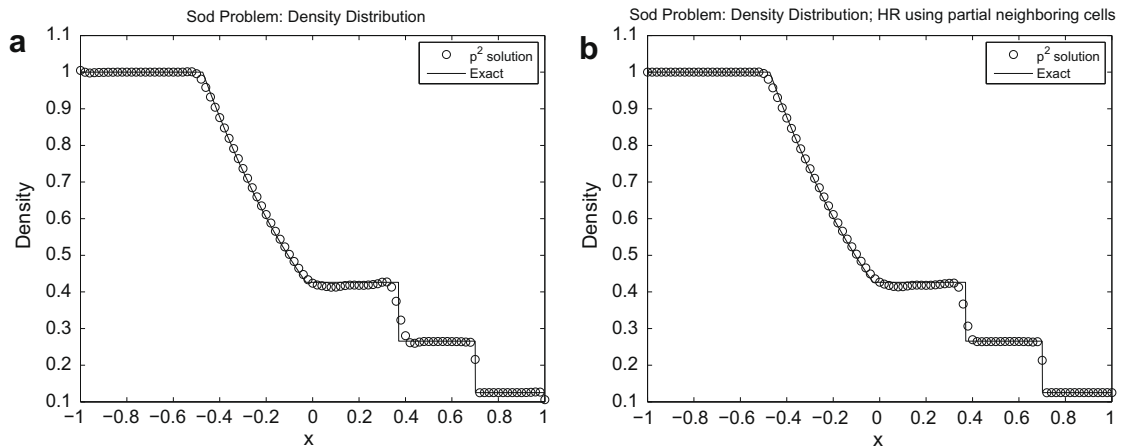 a
Sod Problem: Density Distribution
1.1
1
0.9
0.8
0.7
0.6
0.5
0.4
0.3
0.2
0.1
Density
p² solution
Exact
−1 −0.8 −0.6 −0.4 −0.2 0 0.2 0.4 0.6 0.8 1
x
b
Sod Problem: Density Distribution; HR using partial neighboring cells
1.1
1
0.9
0.8
0.7
0.6
0.5
0.4
0.3
0.2
0.1
Density
p² solution
Exact
−1 −0.8 −0.6 −0.4 −0.2 0 0.2 0.4 0.6 0.8 1
x